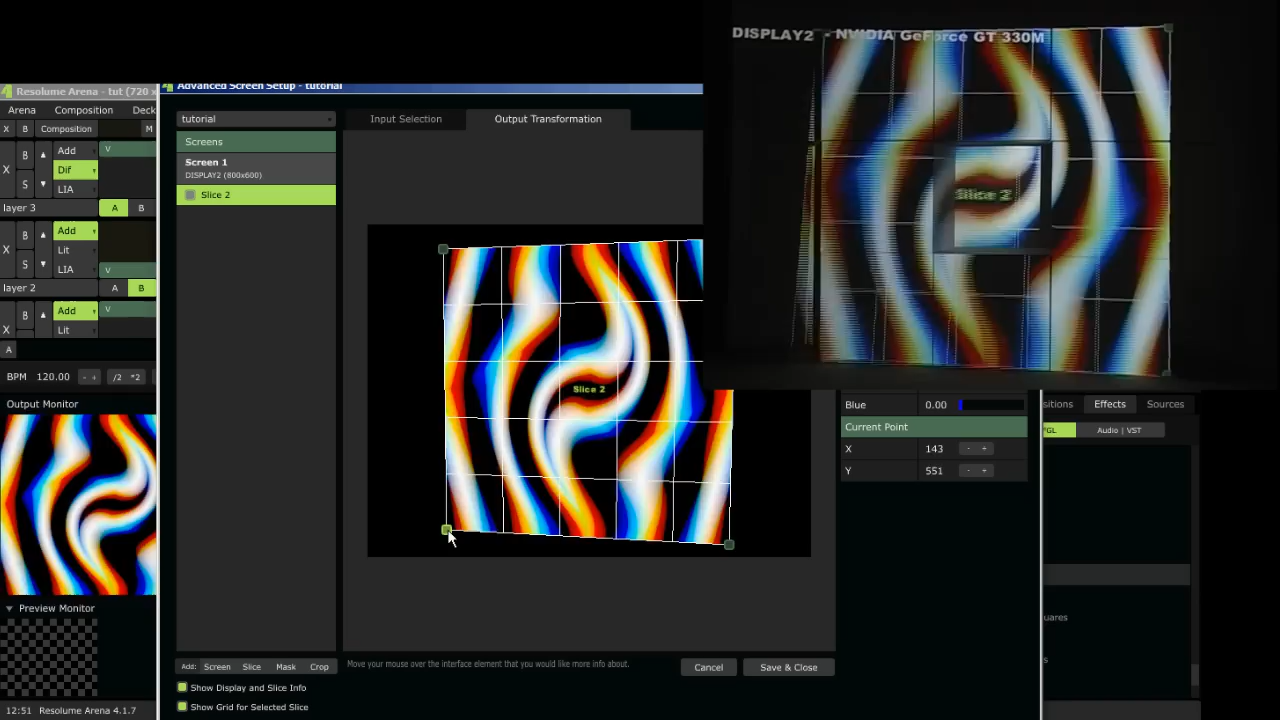 DISPLAY2 - NVIDIA GeForce GT 330M
Resolume Arena - tut (720 x
Advanced Screen Setup - tutorial
Arena Composition Deck
tutorial
Input Selection
Output Transformation
X B Composition M
Screens
Screen 1
DISPLAY2 (800x600)
Slice 2
Add
V
X B Dif
S LIA
layer 3 A B
Add
X B Lit
S LIA V
layer 2 A B
Add V
X B Lit
A
BPM 120.00 - + /2 *2
Output Monitor
Slice 2
Slice 2
Blue 0.00
Current Point
X 143 - +
Y 551 - +
sitions Effects Sources
GL Audio | VST
uares
s
Preview Monitor
Add: Screen Slice Mask Crop
Move your mouse over the interface element that you would like more info about.
Cancel
Save & Close
Show Display and Slice Info
Show Grid for Selected Slice
12:51 Resolume Arena 4.1.7